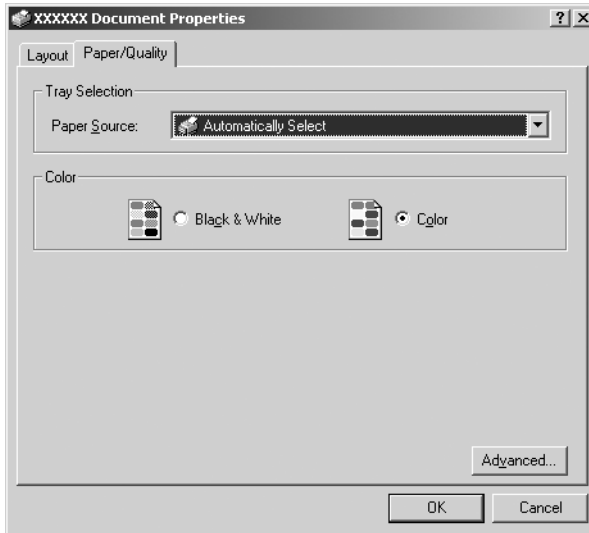 XXXXXX Document Properties
Layout Paper/Quality
Tray Selection
Paper Source: Automatically Select
Color
Black & White Color
Advanced...
OK Cancel